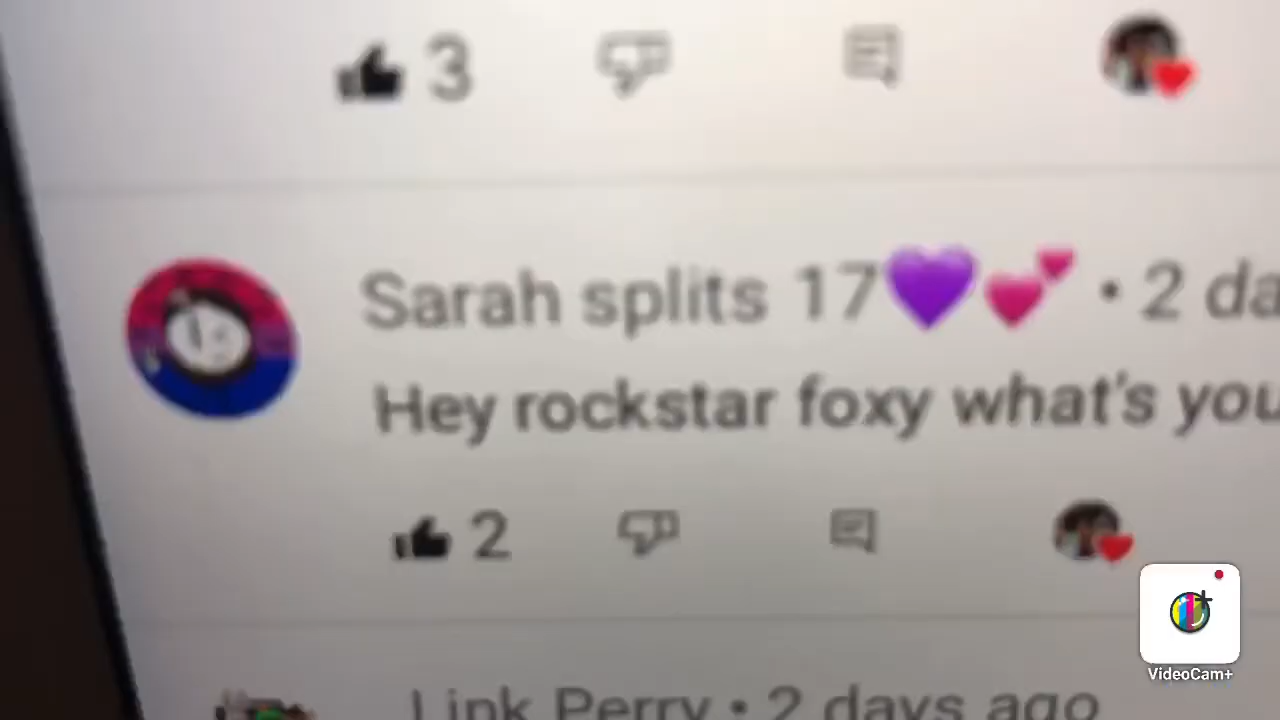 3
Sarah splits 17💜💕 • 2 da
Hey rockstar foxy what's you
2
Link Perry • 2 days ago
VideoCam+